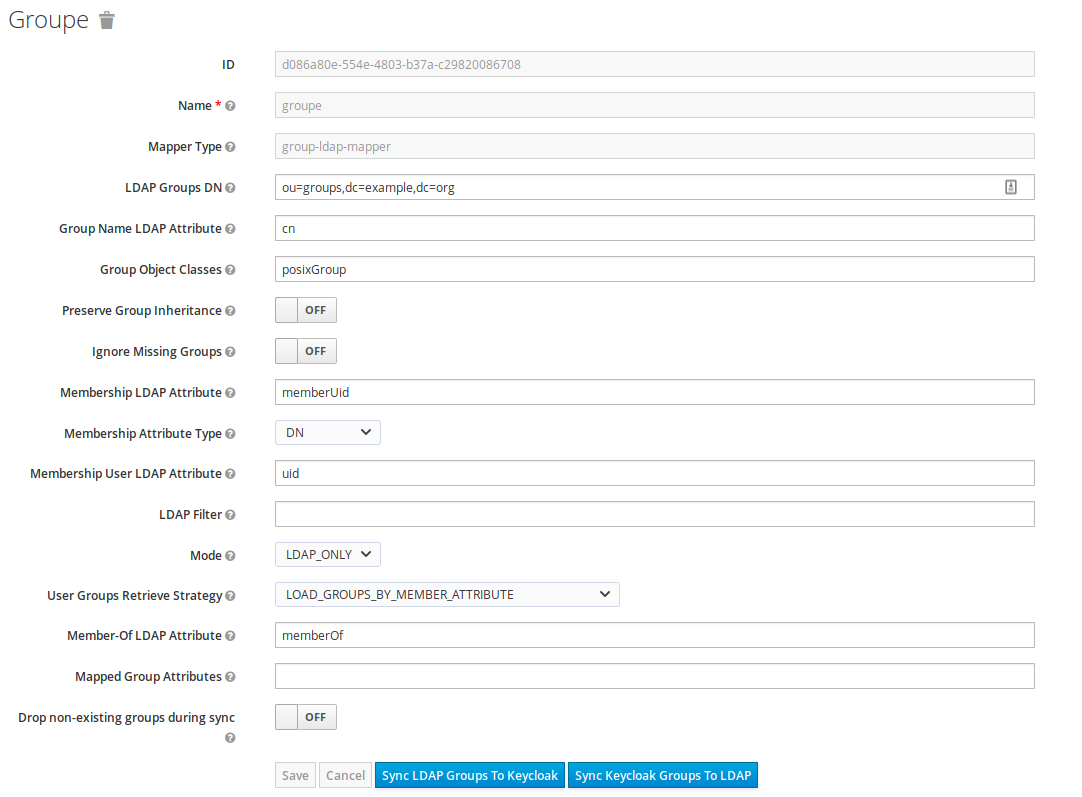 Groupe
ID d086a80e-554e-4803-b37a-c29820086708
Name * groupe
Mapper Type group-ldap-mapper
LDAP Groups DN ou=groups,dc=example,dc=org
Group Name LDAP Attribute cn
Group Object Classes posixGroup
Preserve Group Inheritance OFF
Ignore Missing Groups OFF
Membership LDAP Attribute memberUid
Membership Attribute Type DN
Membership User LDAP Attribute uid
LDAP Filter
Mode LDAP_ONLY
User Groups Retrieve Strategy LOAD_GROUPS_BY_MEMBER_ATTRIBUTE
Member-Of LDAP Attribute memberOf
Mapped Group Attributes
Drop non-existing groups during sync OFF
Save Cancel Sync LDAP Groups To Keycloak Sync Keycloak Groups To LDAP